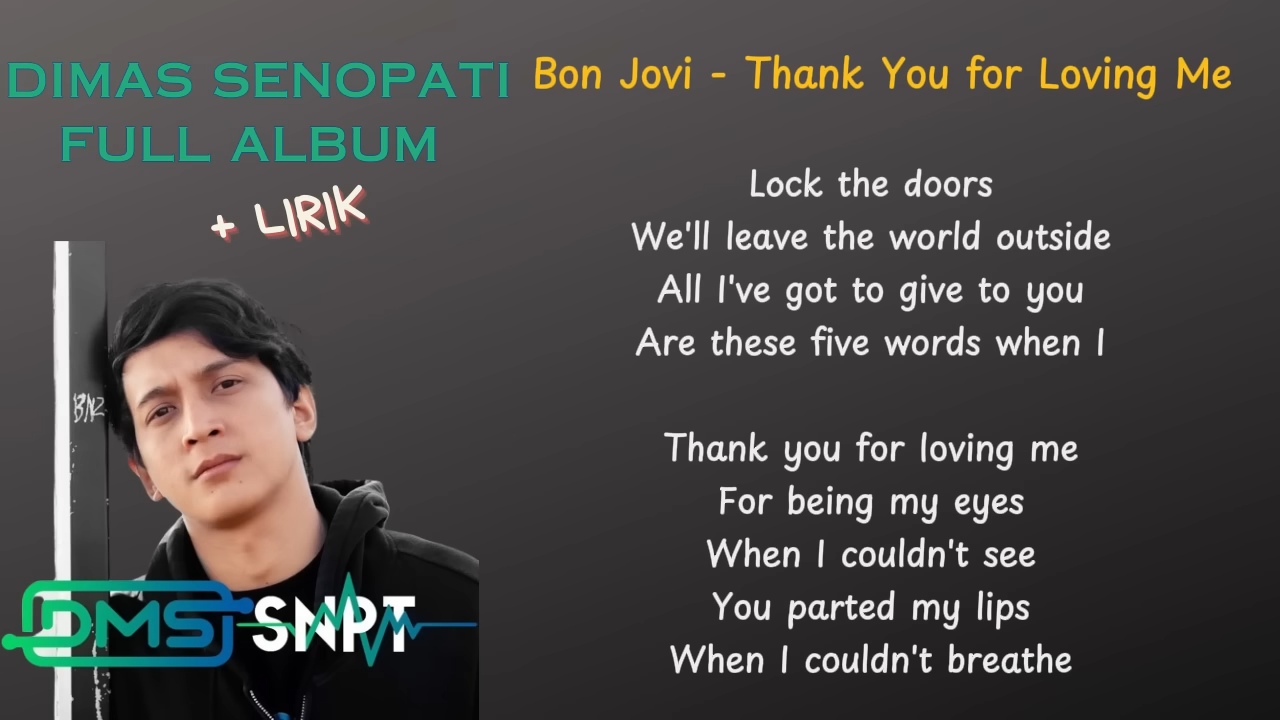 DIMAS SENOPATI
FULL ALBUM
+ LIRIK
BNZ
DMS SNPT
Bon Jovi - Thank You for Loving Me
Lock the doors
We'll leave the world outside
All I've got to give to you
Are these five words when I
Thank you for loving me
For being my eyes
When I couldn't see
You parted my lips
When I couldn't breathe